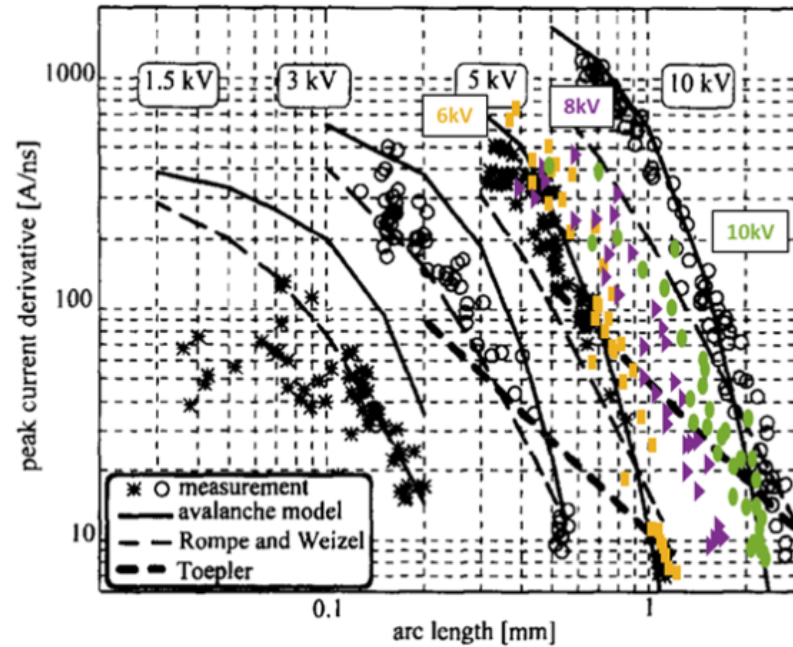 1000
1.5 kV
3 kV
5 kV
10 kV
6kV
8kV
10kV
100
10
peak current derivative [A/ns]
measurement
avalanche model
Rompe and Weizel
Toepler
0.1
1
arc length [mm]